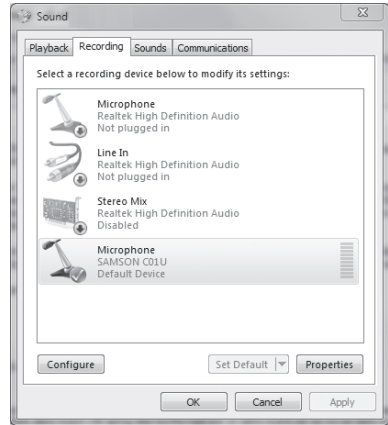 Sound
Playback Recording Sounds Communications
Select a recording device below to modify its settings:
Microphone
Realtek High Definition Audio
Not plugged in
Line In
Realtek High Definition Audio
Not plugged in
Stereo Mix
Realtek High Definition Audio
Disabled
Microphone
SAMSON C01U
Default Device
Configure Set Default Properties
OK Cancel Apply